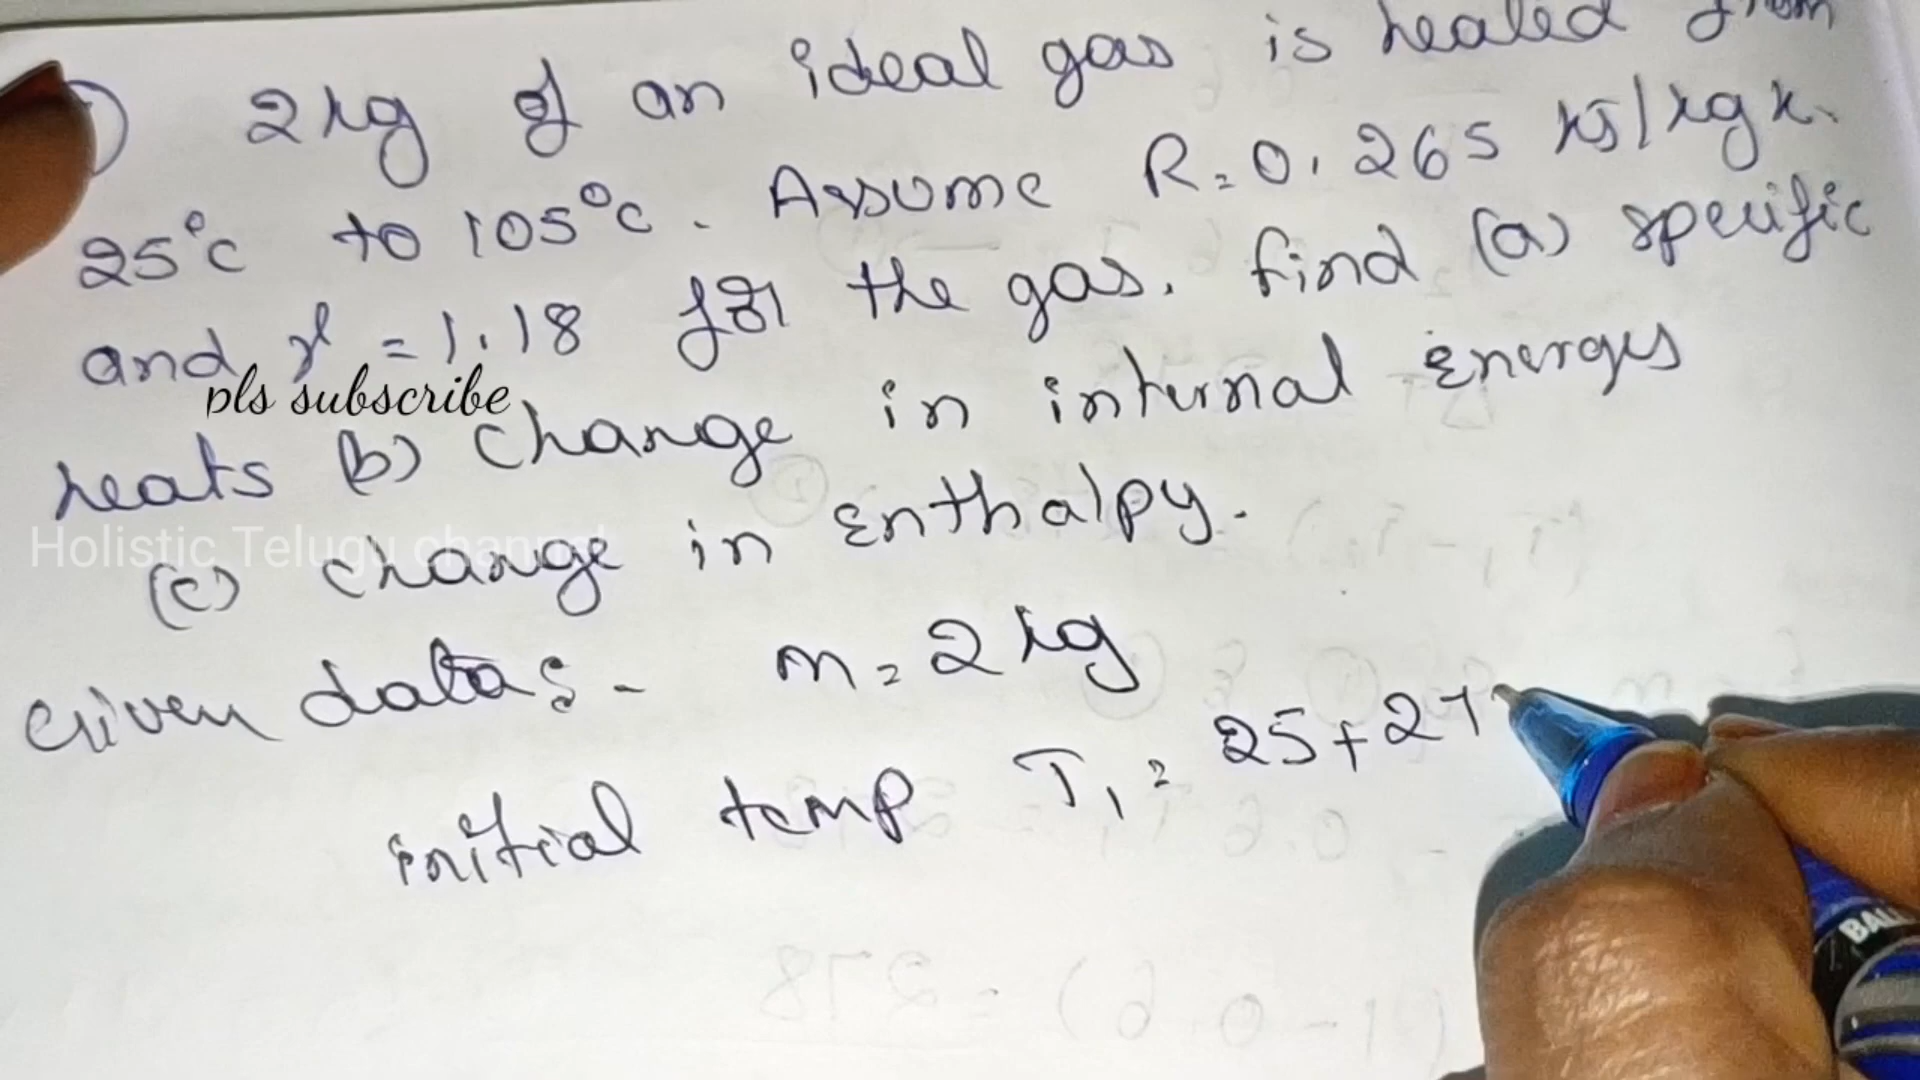 2kg of an ideal gas is heated from
25°c to 105°c. Assume R=0.265 kJ/kgk.
and γ = 1.18 for the gas. find (a) specific
pls subscribe
heats (b) change in internal energy
Holistic Telugu channel
(c) change in Enthalpy.
Given data:- m = 2kg
initial temp T₁ = 25+27
BALL